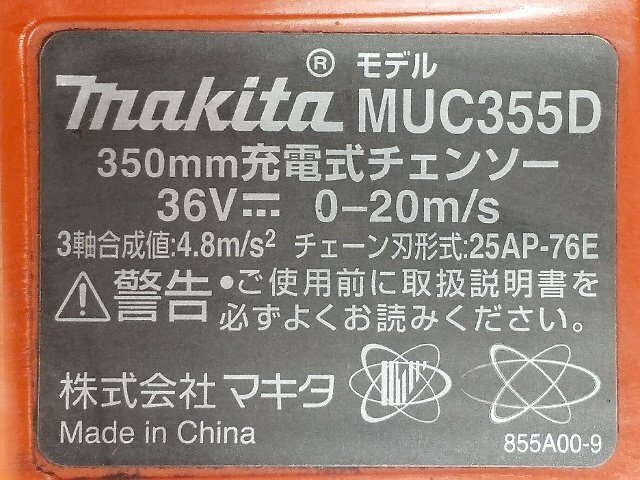 ® モデル
makita MUC355D
350mm充電式チェンソー
36V⎓ 0–20m/s
3軸合成値:4.8m/s² チェーン刃形式:25AP-76E
⚠警告 •ご使用前に取扱説明書を
必ずよくお読みください。
株式会社 マキタ
Made in China 855A00-9